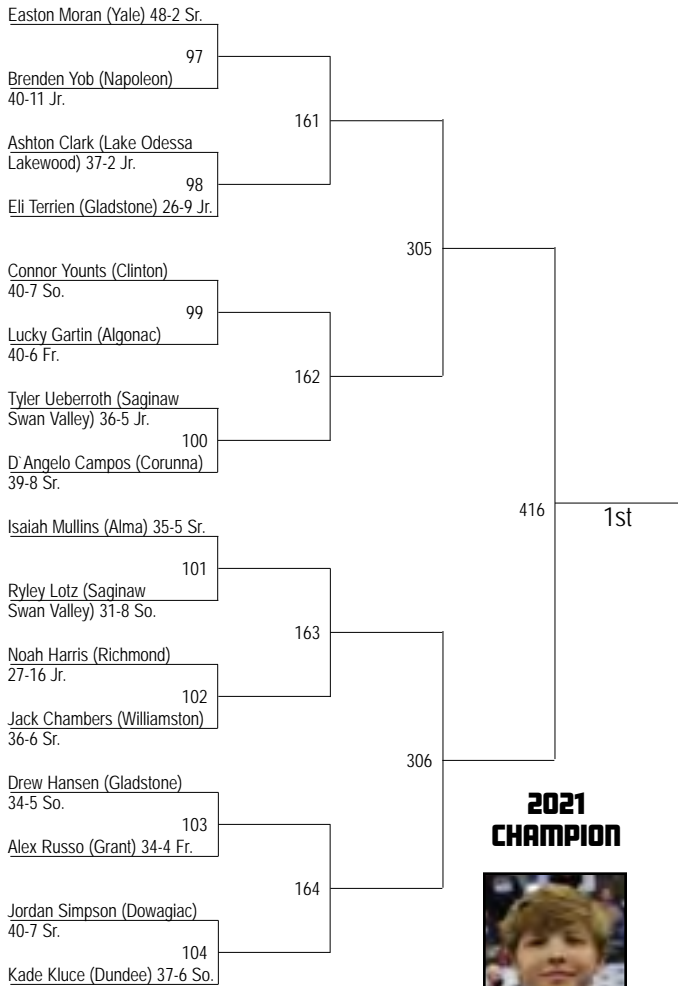 Easton Moran (Yale) 48-2 Sr.
97
Brenden Yob (Napoleon)
40-11 Jr.
161
Ashton Clark (Lake Odessa
Lakewood) 37-2 Jr.
98
Eli Terrien (Gladstone) 26-9 Jr.
305
Connor Younts (Clinton)
40-7 So.
99
Lucky Gartin (Algonac)
40-6 Fr.
162
Tyler Ueberroth (Saginaw
Swan Valley) 36-5 Jr.
100
D`Angelo Campos (Corunna)
39-8 Sr.
416
1st
Isaiah Mullins (Alma) 35-5 Sr.
101
Ryley Lotz (Saginaw
Swan Valley) 31-8 So.
163
Noah Harris (Richmond)
27-16 Jr.
102
Jack Chambers (Williamston)
36-6 Sr.
306
Drew Hansen (Gladstone)
34-5 So.
103
Alex Russo (Grant) 34-4 Fr.
164
Jordan Simpson (Dowagiac)
40-7 Sr.
104
Kade Kluce (Dundee) 37-6 So.
2021
CHAMPION